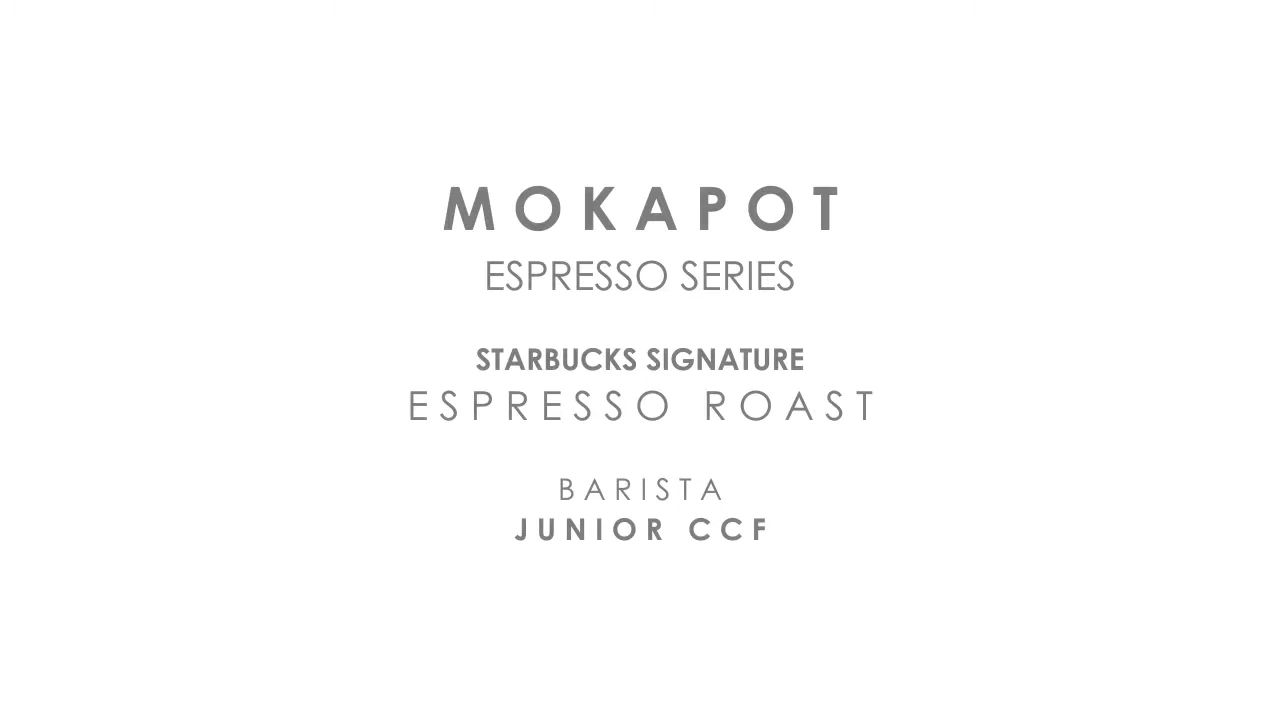 MOKAPOT
ESPRESSO SERIES
STARBUCKS SIGNATURE
ESPRESSO ROAST
BARISTA
JUNIOR CCF